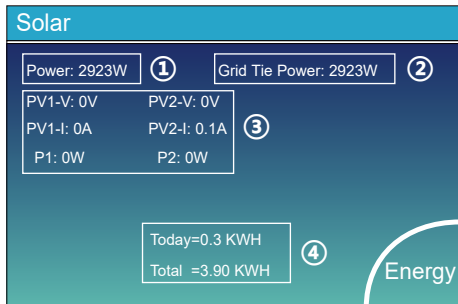 Solar
Power: 2923W ① Grid Tie Power: 2923W ②
PV1-V: 0V PV2-V: 0V
PV1-I: 0A PV2-I: 0.1A ③
P1: 0W P2: 0W
Today=0.3 KWH
④
Total =3.90 KWH
Energy